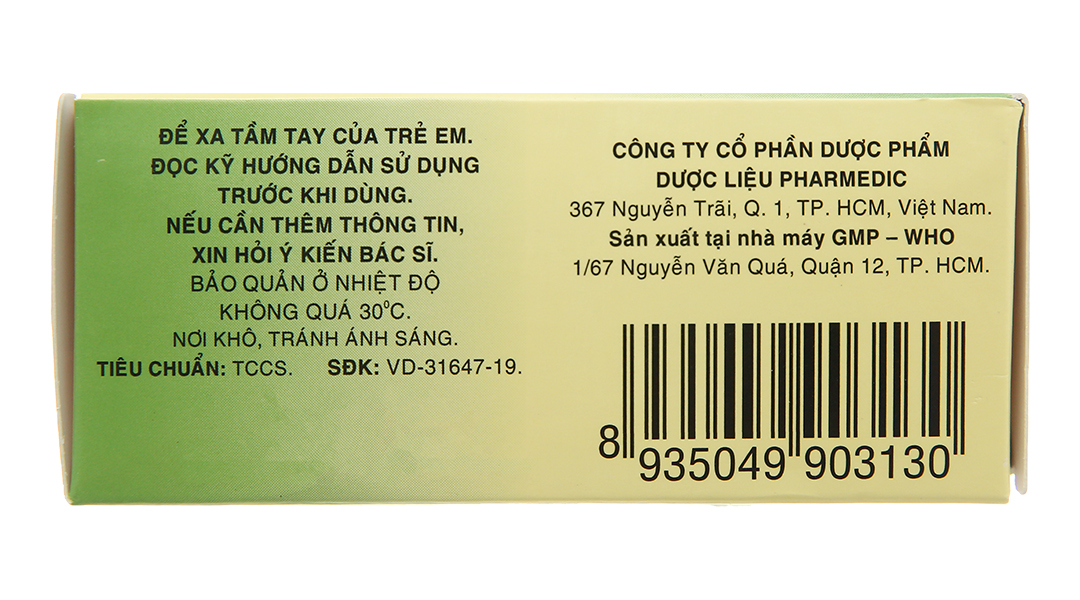 ĐỂ XA TẦM TAY CỦA TRẺ EM.
ĐỌC KỸ HƯỚNG DẪN SỬ DỤNG
TRƯỚC KHI DÙNG.
NẾU CẦN THÊM THÔNG TIN,
XIN HỎI Ý KIẾN BÁC SĨ.
BẢO QUẢN Ở NHIỆT ĐỘ
KHÔNG QUÁ 30⁰C.
NƠI KHÔ, TRÁNH ÁNH SÁNG.
TIÊU CHUẨN: TCCS. SĐK: VD-31647-19.
CÔNG TY CỔ PHẦN DƯỢC PHẨM
DƯỢC LIỆU PHARMEDIC
367 Nguyễn Trãi, Q. 1, TP. HCM, Việt Nam.
Sản xuất tại nhà máy GMP – WHO
1/67 Nguyễn Văn Quá, Quận 12, TP. HCM.
8 935049 903130